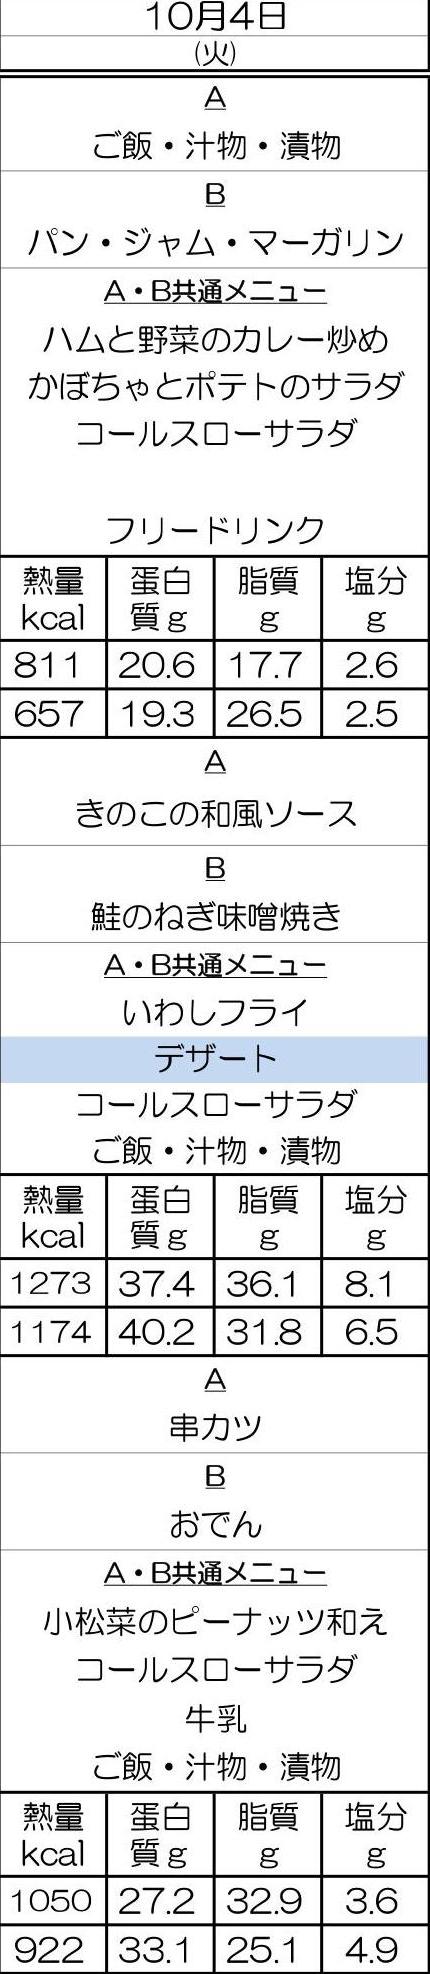 10月4日
(火)
A
ご飯・汁物・漬物
B
パン・ジャム・マーガリン
A・B共通メニュー
ハムと野菜のカレー炒め
かぼちゃとポテトのサラダ
コールスローサラダ
フリードリンク
熱量 蛋白 脂質 塩分
kcal 質g g g
811 20.6 17.7 2.6
657 19.3 26.5 2.5
A
きのこの和風ソース
B
鮭のねぎ味噌焼き
A・B共通メニュー
いわしフライ
デザート
コールスローサラダ
ご飯・汁物・漬物
熱量 蛋白 脂質 塩分
kcal 質g g g
1273 37.4 36.1 8.1
1174 40.2 31.8 6.5
A
串カツ
B
おでん
A・B共通メニュー
小松菜のピーナッツ和え
コールスローサラダ
牛乳
ご飯・汁物・漬物
熱量 蛋白 脂質 塩分
kcal 質g g g
1050 27.2 32.9 3.6
922 33.1 25.1 4.9